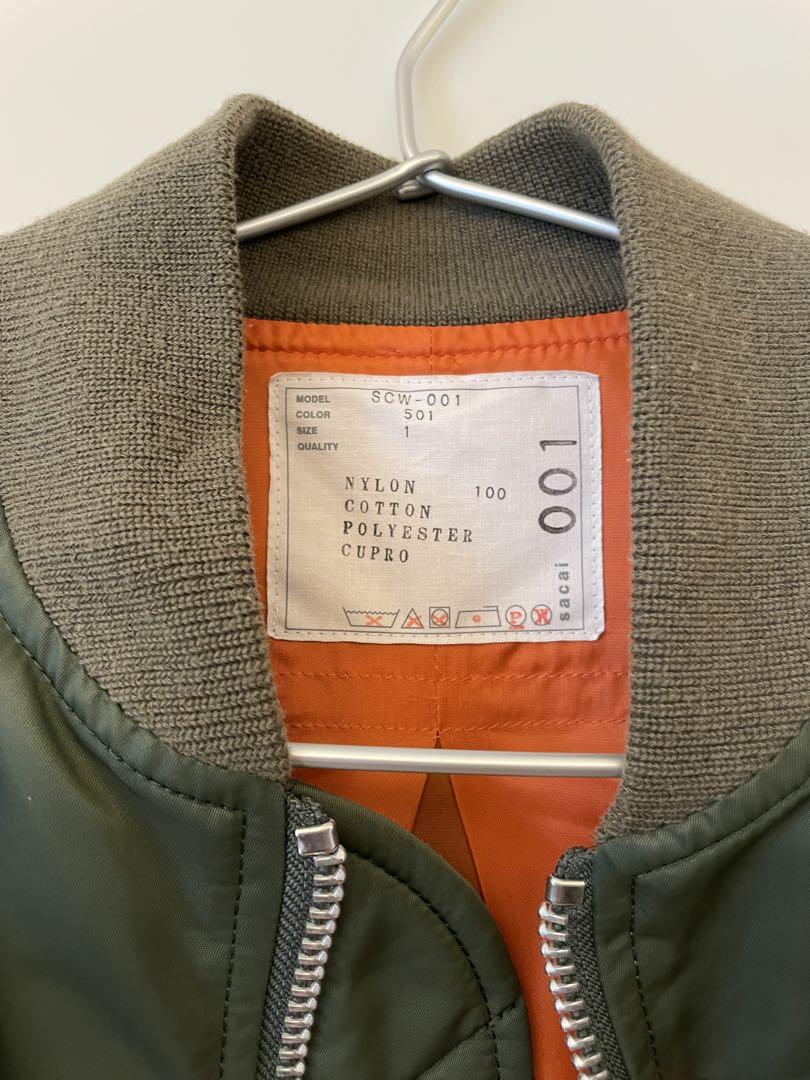 MODEL SCW-001
COLOR 501
SIZE 1
QUALITY
NYLON 100
COTTON
POLYESTER
CUPRO
P W
sacai 001